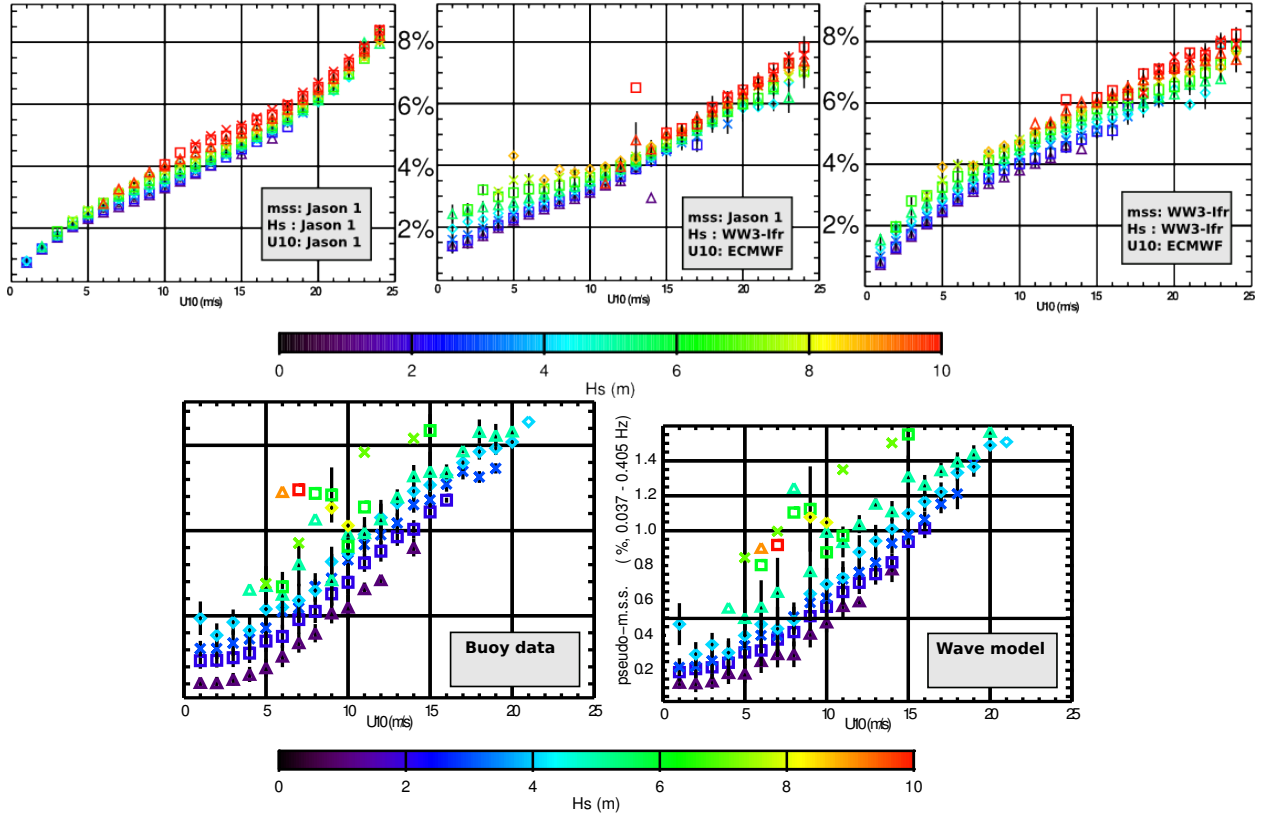 8%
6%
4%
2%
mss: Jason 1
Hs : Jason 1
U10: Jason 1
0 5 10 15 20 25
U10 (m/s)
8%
6%
4%
2%
mss: Jason 1
Hs : WW3-Ifr
U10: ECMWF
0 5 10 15 20 25
U10 (m/s)
mss: WW3-Ifr
Hs : WW3-Ifr
U10: ECMWF
0 5 10 15 20 25
U10 (m/s)
0 2 4 6 8 10
Hs (m)
Buoy data
0 5 10 15 20 25
U10(m/s)
pseudo-m.s.s. (%, 0.037 - 0.405 Hz)
1.4
1.2
1.0
0.8
0.6
0.4
0.2
Wave model
0 5 10 15 20 25
U10(m/s)
0 2 4 6 8 10
Hs (m)